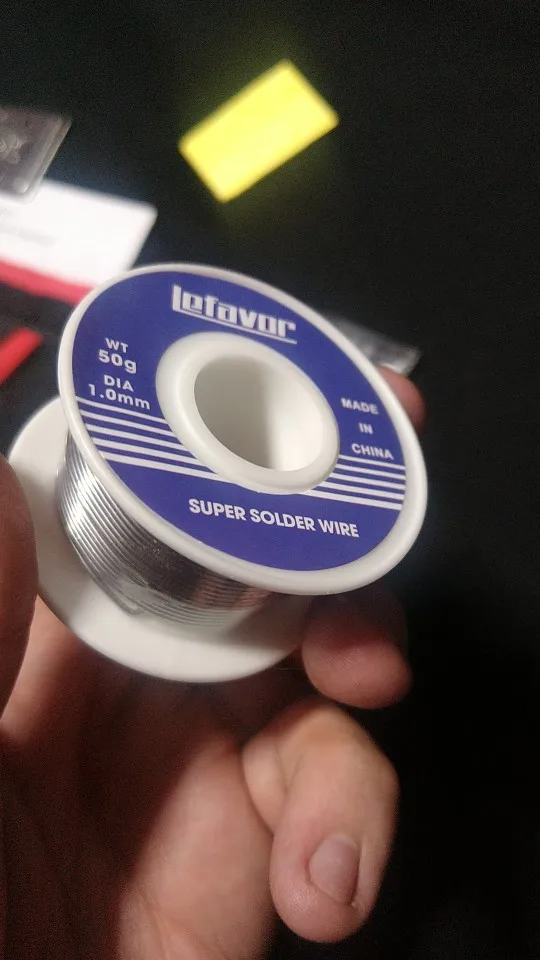 lefavor
WT
50g
DIA
1.0mm
MADE
IN
CHINA
SUPER SOLDER WIRE